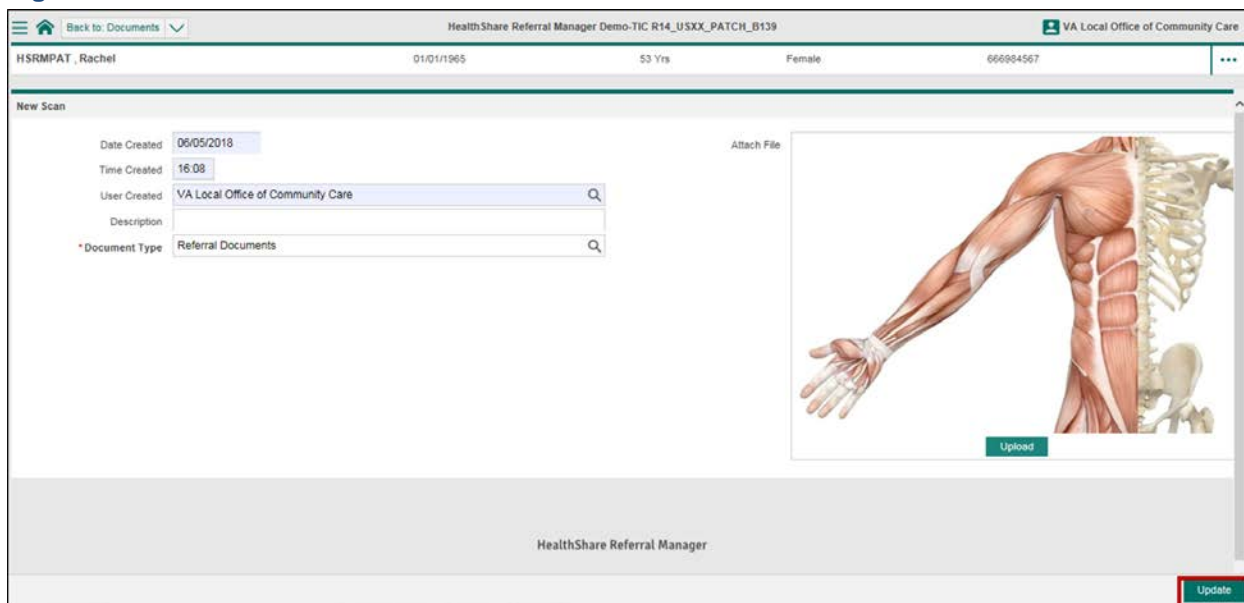 Back to: Documents HealthShare Referral Manager Demo-TIC R14_USXX_PATCH_B139 VA Local Office of Community Care
HSRMPAT , Rachel 01/01/1965 53 Yrs Female 666984567
New Scan
Date Created 06/05/2018 Attach File
Time Created 16:08
User Created VA Local Office of Community Care
Description
*Document Type Referral Documents
Upload
HealthShare Referral Manager
Update